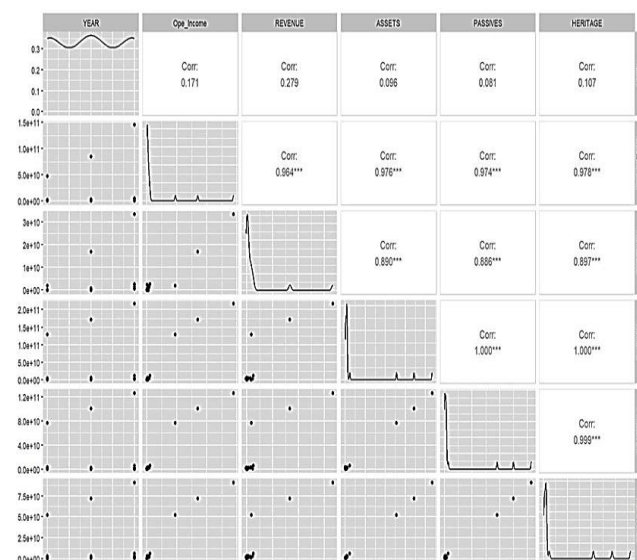 YEAR Ope_Income REVENUE ASSETS PASSIVES HERITAGE
0.3
0.2
0.1
0.0
Corr: Corr: Corr: Corr: Corr:
0.171 0.279 0.096 0.081 0.107
1.5e+11
1.0e+11
5.0e+10
0.0e+00
Corr: Corr: Corr: Corr:
0.964*** 0.976*** 0.974*** 0.978***
3e+10
2e+10
1e+10
0e+00
Corr: Corr: Corr:
0.890*** 0.886*** 0.897***
2.0e+11
1.5e+11
1.0e+11
5.0e+10
0.0e+00
Corr: Corr:
1.000*** 1.000***
1.2e+11
8.0e+10
4.0e+10
0.0e+00
Corr:
0.999***
7.5e+10
5.0e+10
2.5e+10
0.0e+00